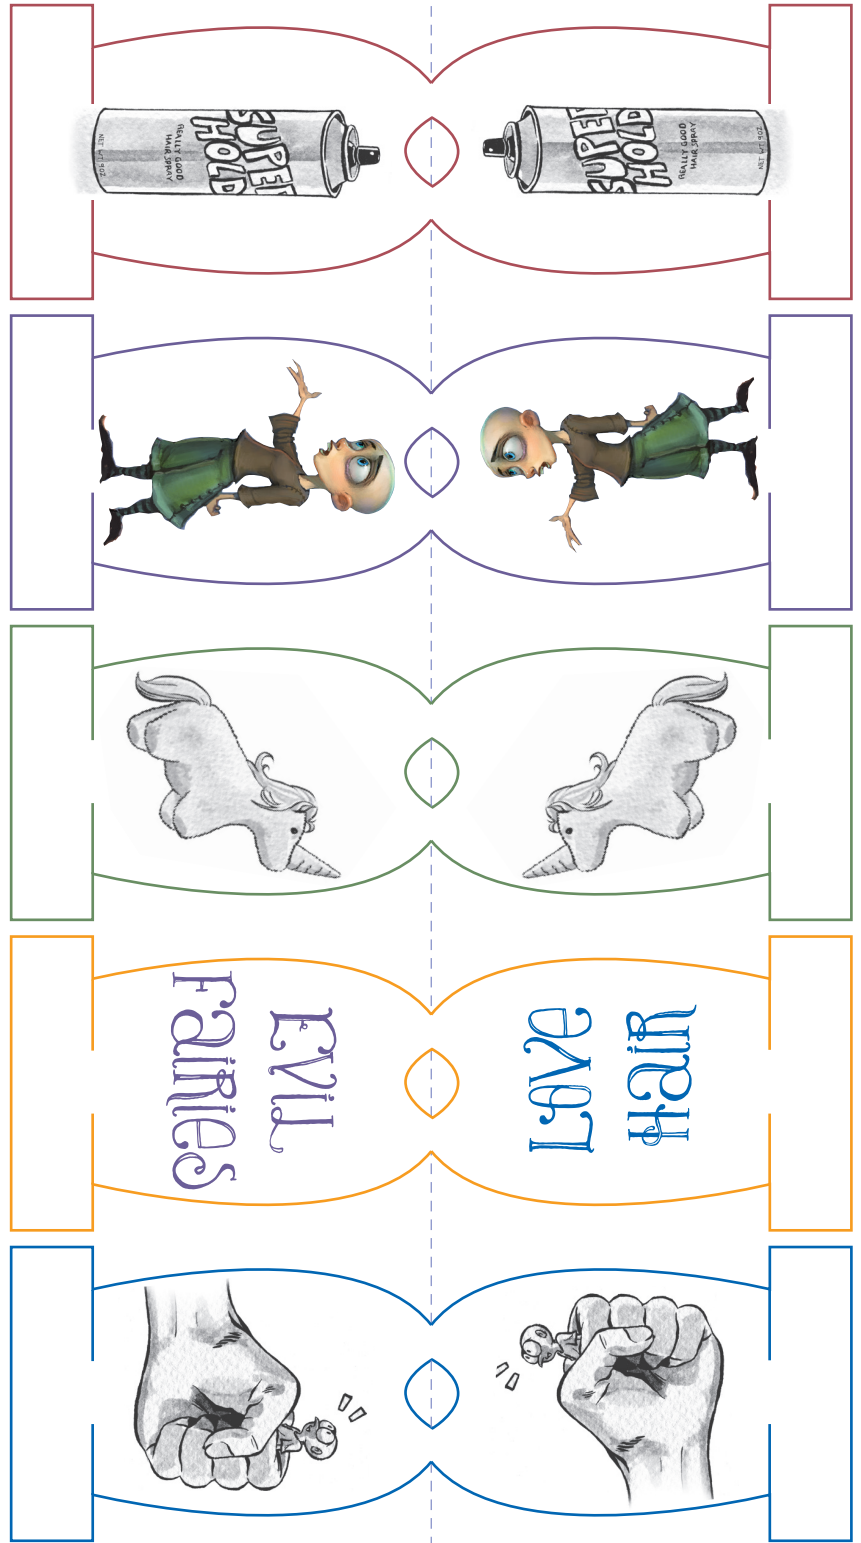 SUPER
HOLD
REALLY GOOD
HAIR SPRAY
NET WT. 9OZ
SUPER
HOLD
REALLY GOOD
HAIR SPRAY
NET WT. 9OZ
EVIL
FAIRIES
LOVE
HAIR